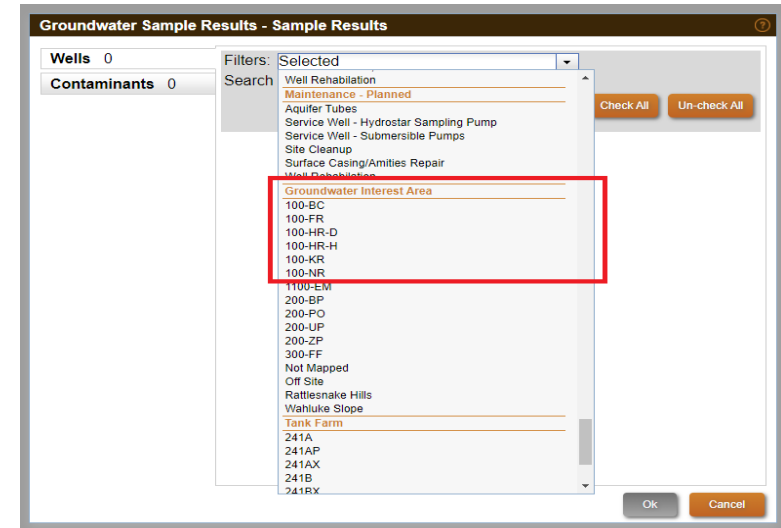 Groundwater Sample Results - Sample Results ?
Wells 0
Contaminants 0
Filters: Selected
Search
Check All Un-check All
Well Rehabilation
Maintenance - Planned
Aquifer Tubes
Service Well - Hydrostar Sampling Pump
Service Well - Submersible Pumps
Site Cleanup
Surface Casing/Amities Repair
Well Rehabilation
Groundwater Interest Area
100-BC
100-FR
100-HR-D
100-HR-H
100-KR
100-NR
1100-EM
200-BP
200-PO
200-UP
200-ZP
300-FF
Not Mapped
Off Site
Rattlesnake Hills
Wahluke Slope
Tank Farm
241A
241AP
241AX
241B
241BX
Ok Cancel